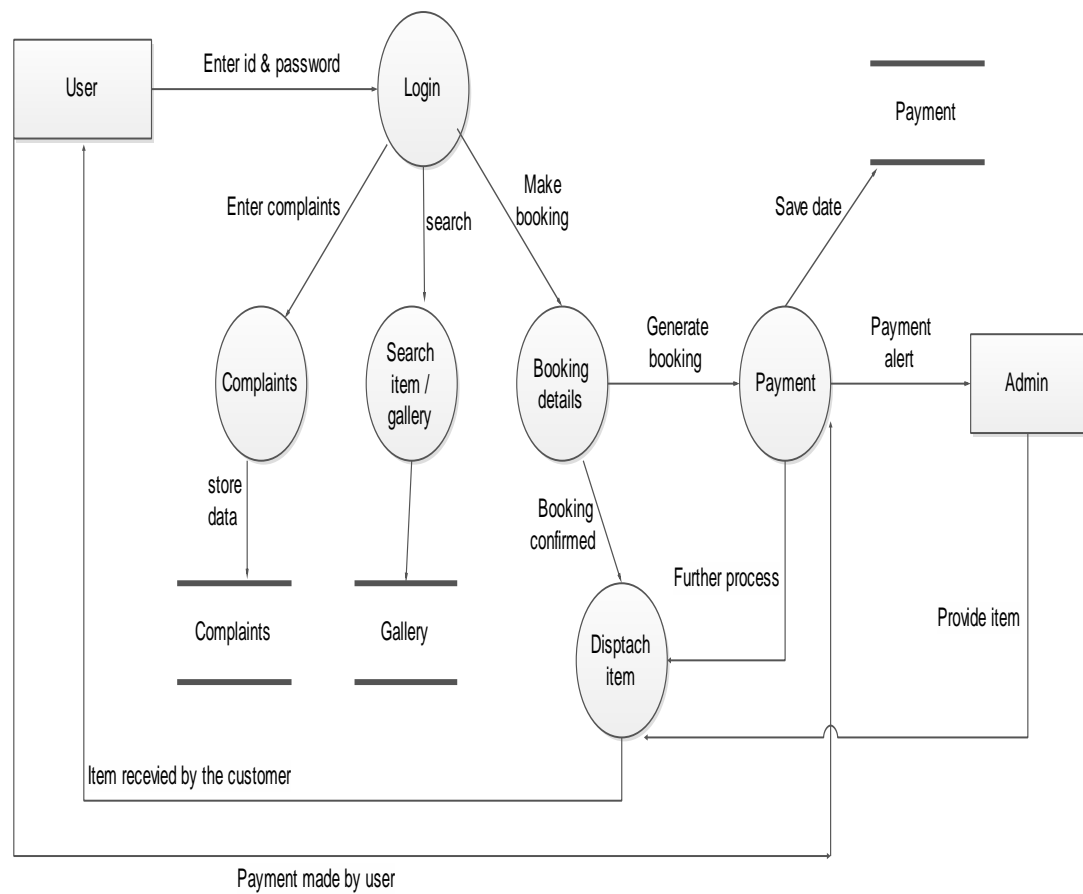 User
Enter id & password
Login
Payment
Enter complaints
search
Make
booking
Save date
Complaints
Search
item /
gallery
Booking
details
Generate
booking
Payment
Payment
alert
Admin
store
data
Booking
confirmed
Further process
Complaints
Gallery
Disptach
item
Provide item
Item recevied by the customer
Payment made by user